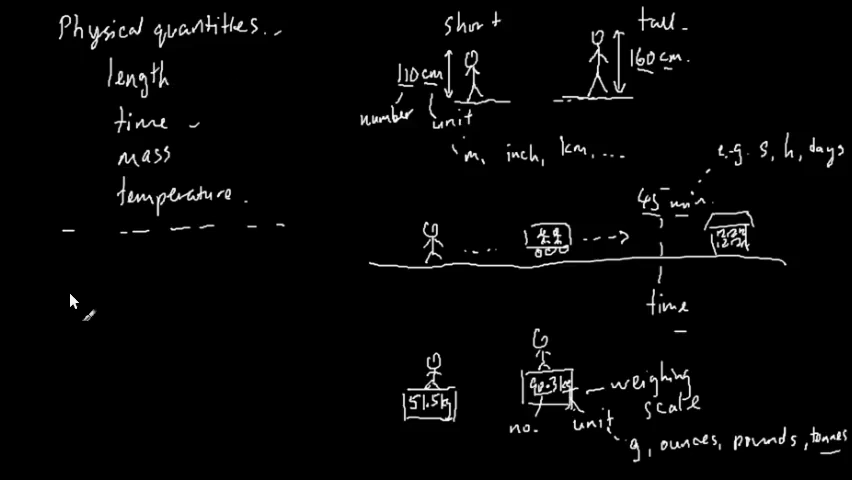 Physical quantities.
length
time
mass
temperature.
short
tall
110 cm
160 cm.
number
unit
m, inch, km, ...
e.g. s, h, days
45 min.
time
51.5 kg
90.3 kg
weighing
scale
no.
unit
g, ounces, pounds, tonnes